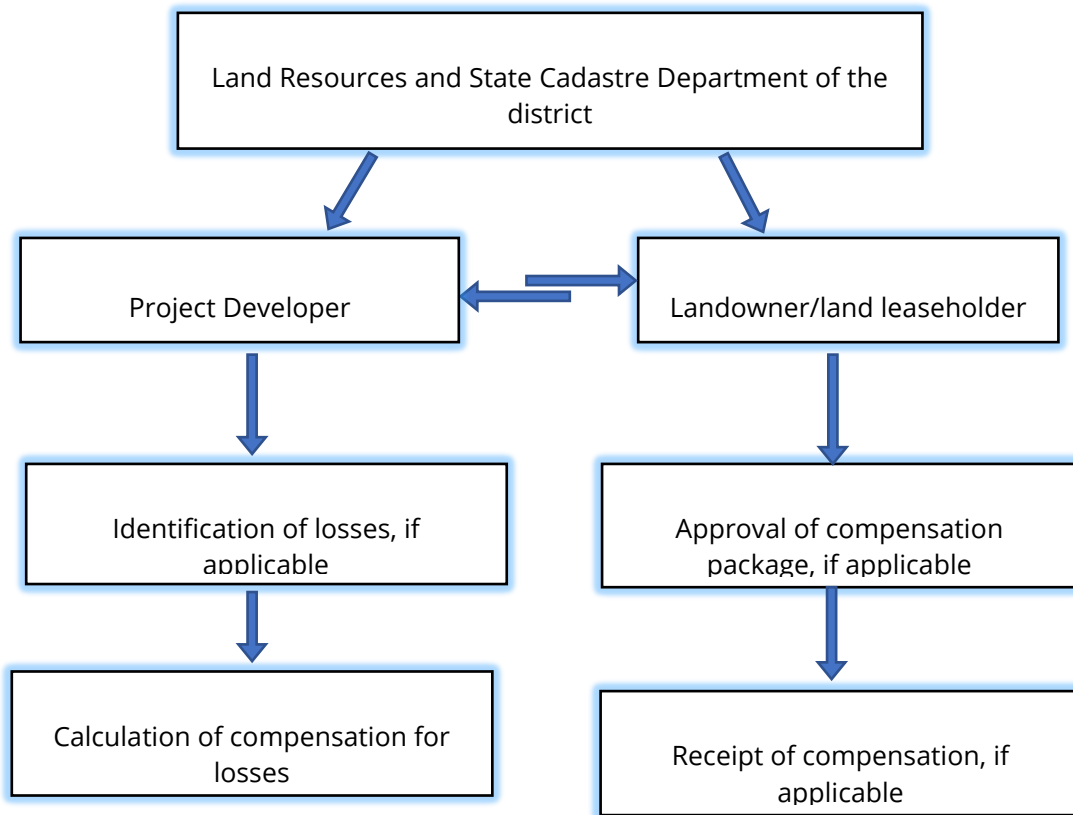 Land Resources and State Cadastre Department of the
district
Project Developer
Landowner/land leaseholder
Identification of losses, if
applicable
Approval of compensation
package, if applicable
Calculation of compensation for
losses
Receipt of compensation, if
applicable